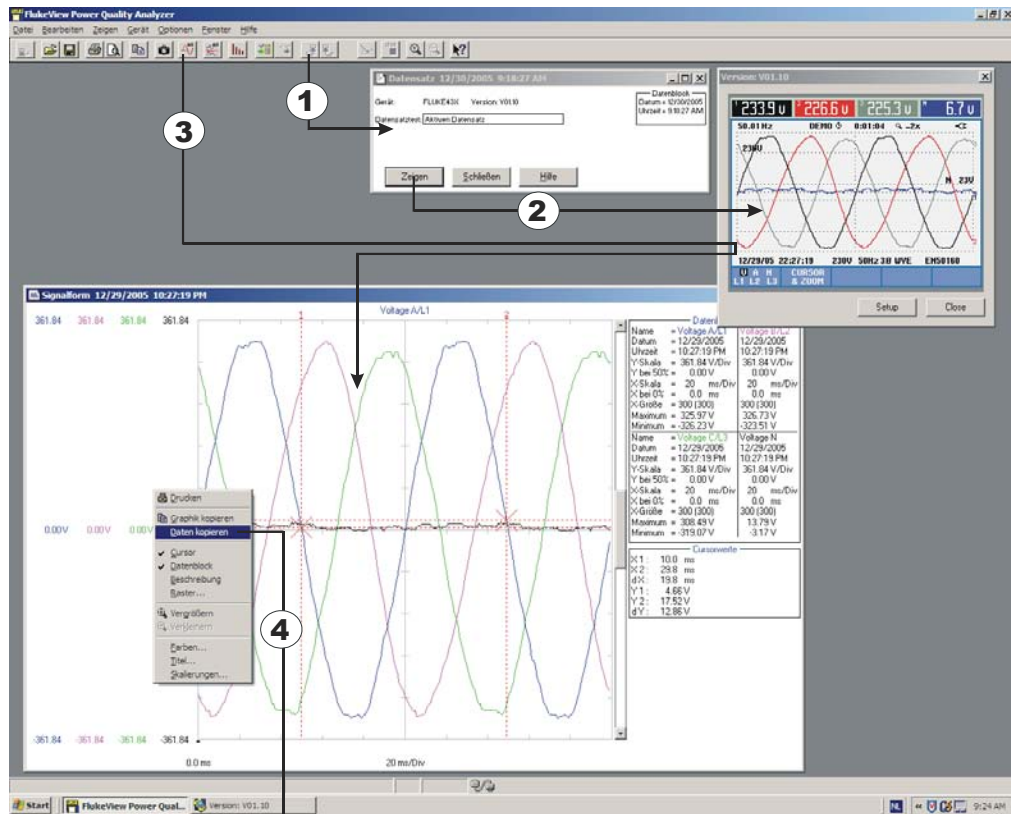 FlukeView Power Quality Analyzer
Datei Bearbeiten Zeigen Gerät Optionen Fenster Hilfe
1
3
Datensatz 12/30/2005 9:18:27 AM
Gerät: FLUKE43X Version: V01.10
Datensatztext: Aktiven Datensatz
Datenblock
Datum = 12/30/2005
Uhrzeit = 9:18:27 AM
Zeigen Schließen Hilfe
2
Version: V01.10
1 233.9 U 226.6 U 225.3 U N 6.7 U
50.01Hz DEMO 0:01:04 -2x
230V
N 23V
12/29/05 22:27:19 230V 50Hz 3Ø WYE EN50160
U A N CURSOR
L1 L2 L3 & ZOOM
Setup Close
Signalform 12/29/2005 10:27:19 PM
Voltage A/L1
361.84 361.84 361.84 361.84
1 2
0.00V 0.00V 0.00V
-361.84 -361.84 -361.84 -361.84
0.0 ms 20 ms/Div
Name = Voltage A/L1 Voltage B/L2
Datum = 12/29/2005 12/29/2005
Uhrzeit = 10:27:19 PM 10:27:19 PM
Y-Skala = 361.84 V/Div 361.84 V/Div
Y bei 50% = 0.00 V 0.00 V
X-Skala = 20 ms/Div 20 ms/Div
X bei 0% = 0.0 ms 0.0 ms
X-Größe = 300 (300) 300 (300)
Maximum = 325.97 V 326.73 V
Minimum = -326.23 V -323.51 V
Name = Voltage C/L3 Voltage N
Datum = 12/29/2005 12/29/2005
Uhrzeit = 10:27:19 PM 10:27:19 PM
Y-Skala = 361.84 V/Div 361.84 V/Div
Y bei 50% = 0.00 V 0.00 V
X-Skala = 20 ms/Div 20 ms/Div
X bei 0% = 0.0 ms 0.0 ms
X-Größe = 300 (300) 300 (300)
Maximum = 308.49 V 13.79 V
Minimum = -319.07 V -3.17 V
Cursorwerte
X1: 10.0 ms
X2: 29.8 ms
dX: 19.8 ms
Y1: 4.66 V
Y2: 17.52 V
dY: 12.86 V
Drucken
Graphik kopieren
Daten kopieren
Cursor
Datenblock
Beschreibung
Raster...
Vergrößern
Verkleinern
Farben...
Titel...
Skalierungen...
4
Start FlukeView Power Qual... Version: V01.10 NL 9:24 AM